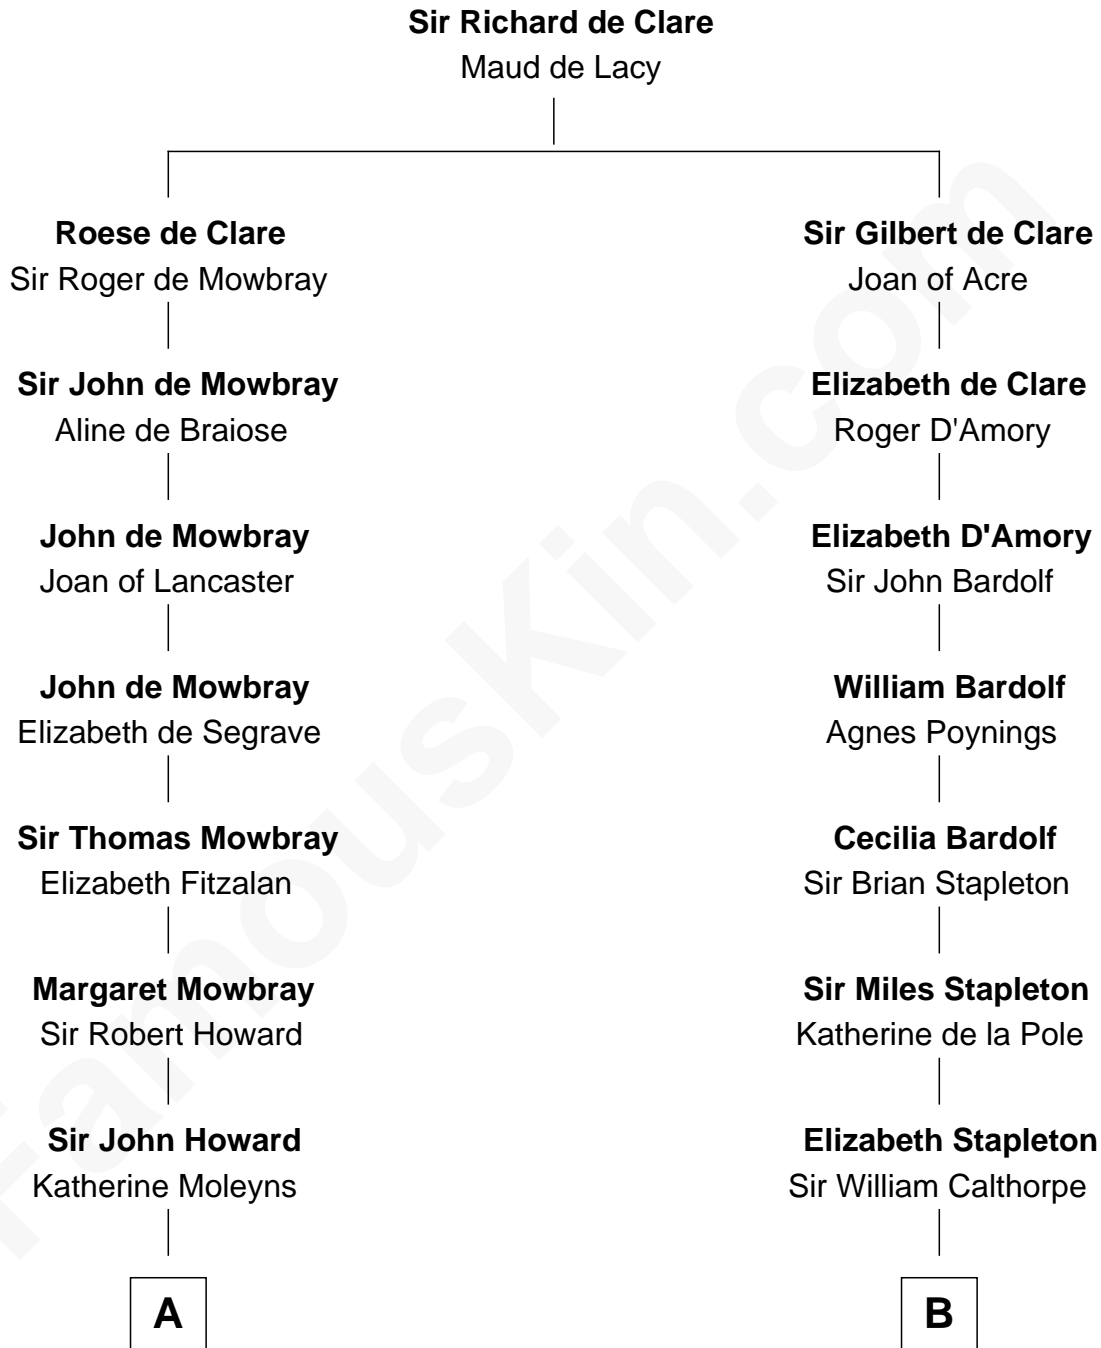 Sir Richard de Clare
Maud de Lacy
Roese de Clare
Sir Roger de Mowbray
Sir Gilbert de Clare
Joan of Acre
Sir John de Mowbray
Aline de Braiose
Elizabeth de Clare
Roger D'Amory
John de Mowbray
Joan of Lancaster
Elizabeth D'Amory
Sir John Bardolf
John de Mowbray
Elizabeth de Segrave
William Bardolf
Agnes Poynings
Sir Thomas Mowbray
Elizabeth Fitzalan
Cecilia Bardolf
Sir Brian Stapleton
Margaret Mowbray
Sir Robert Howard
Sir Miles Stapleton
Katherine de la Pole
Sir John Howard
Katherine Moleyns
Elizabeth Stapleton
Sir William Calthorpe
A
B
FamousKin.com